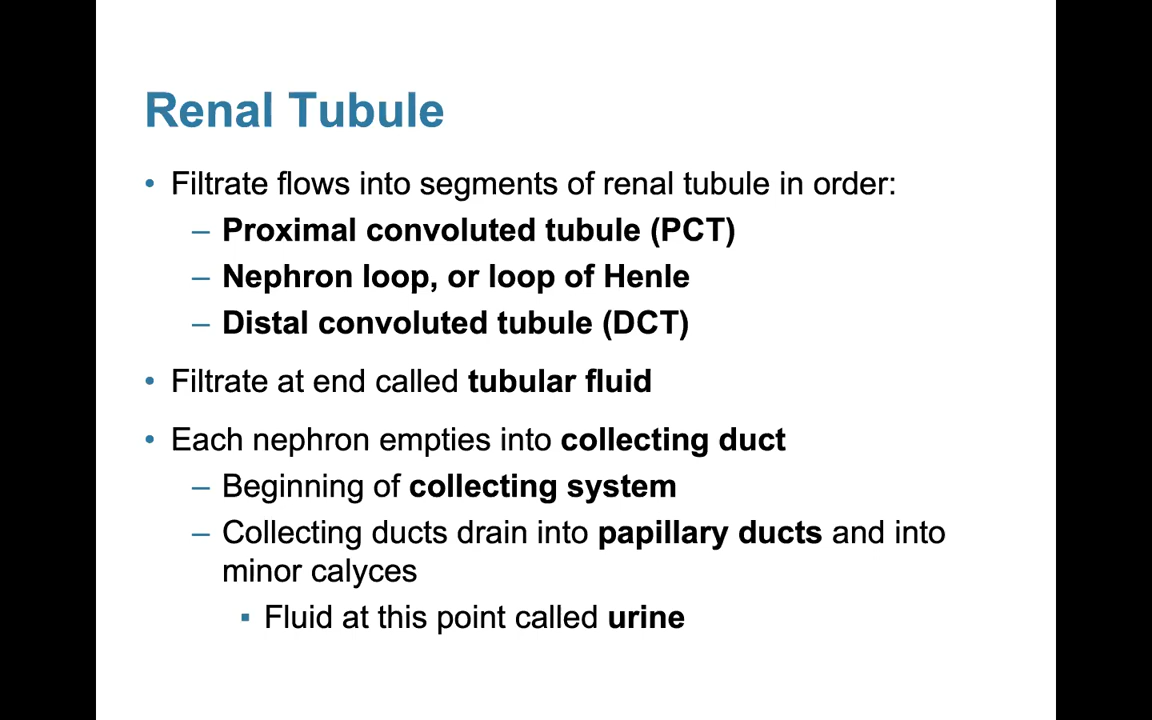 Renal Tubule
• Filtrate flows into segments of renal tubule in order:
– Proximal convoluted tubule (PCT)
– Nephron loop, or loop of Henle
– Distal convoluted tubule (DCT)
• Filtrate at end called tubular fluid
• Each nephron empties into collecting duct
– Beginning of collecting system
– Collecting ducts drain into papillary ducts and into
minor calyces
▪ Fluid at this point called urine